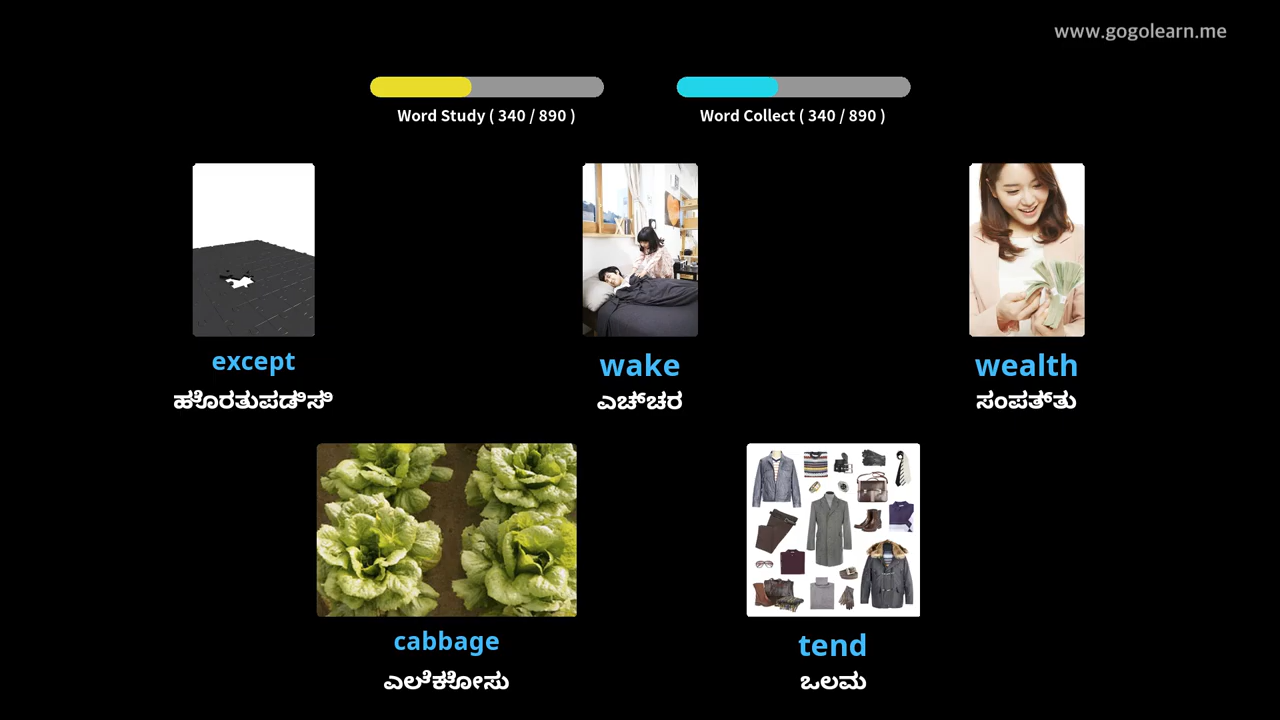 www.gogolearn.me
Word Study ( 340 / 890 )
Word Collect ( 340 / 890 )
except
ಹೊರತುಪಡಿಸಿ
wake
ಎಚ್ಚರ
wealth
ಸಂಪತ್ತು
cabbage
ಎಲೆಕೋಸು
tend
ಒಲಮ